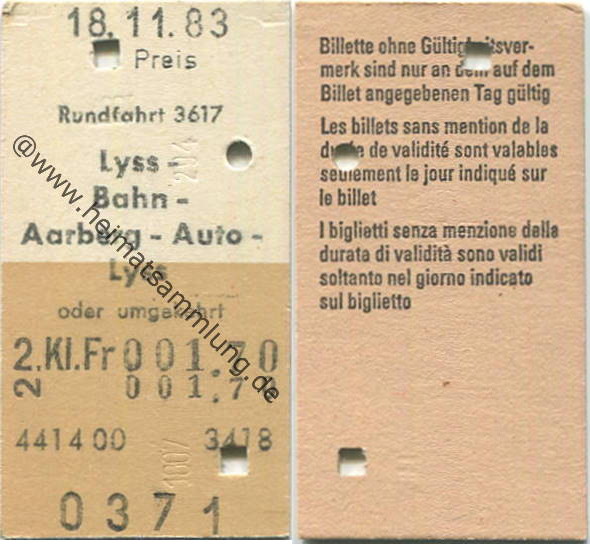 18.11.83
Preis
Rundfahrt 3617
Lyss -
Bahn -
Aarberg - Auto -
Lyss
oder umgekehrt
2.Kl.Fr 001.70
2 001.70
441400 3418
0371
@www.heimatsammlung.de
Billette ohne Gültigkeitsver-
merk sind nur an dem auf dem
Billet angegebenen Tag gültig
Les billets sans mention de la
durée de validité sont valables
seulement le jour indiqué sur
le billet
I biglietti senza menzione della
durata di validità sono validi
soltanto nel giorno indicato
sul biglietto